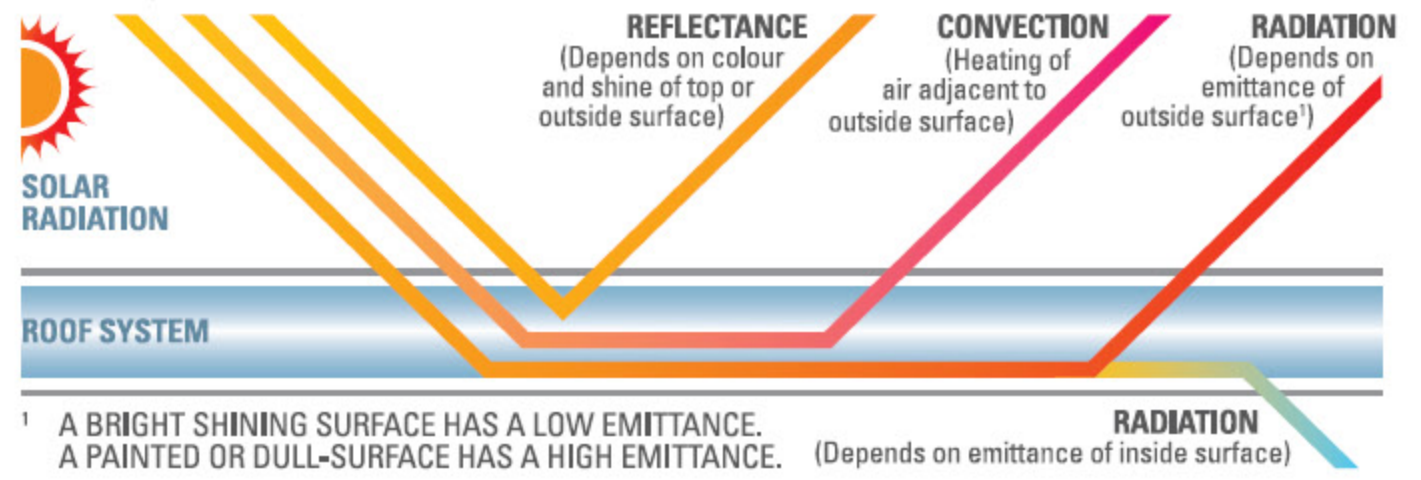 REFLECTANCE
(Depends on colour
and shine of top or
outside surface)
CONVECTION
(Heating of
air adjacent to
outside surface)
RADIATION
(Depends on
emittance of
outside surface¹)
SOLAR
RADIATION
ROOF SYSTEM
¹ A BRIGHT SHINING SURFACE HAS A LOW EMITTANCE.
A PAINTED OR DULL-SURFACE HAS A HIGH EMITTANCE.
RADIATION
(Depends on emittance of inside surface)